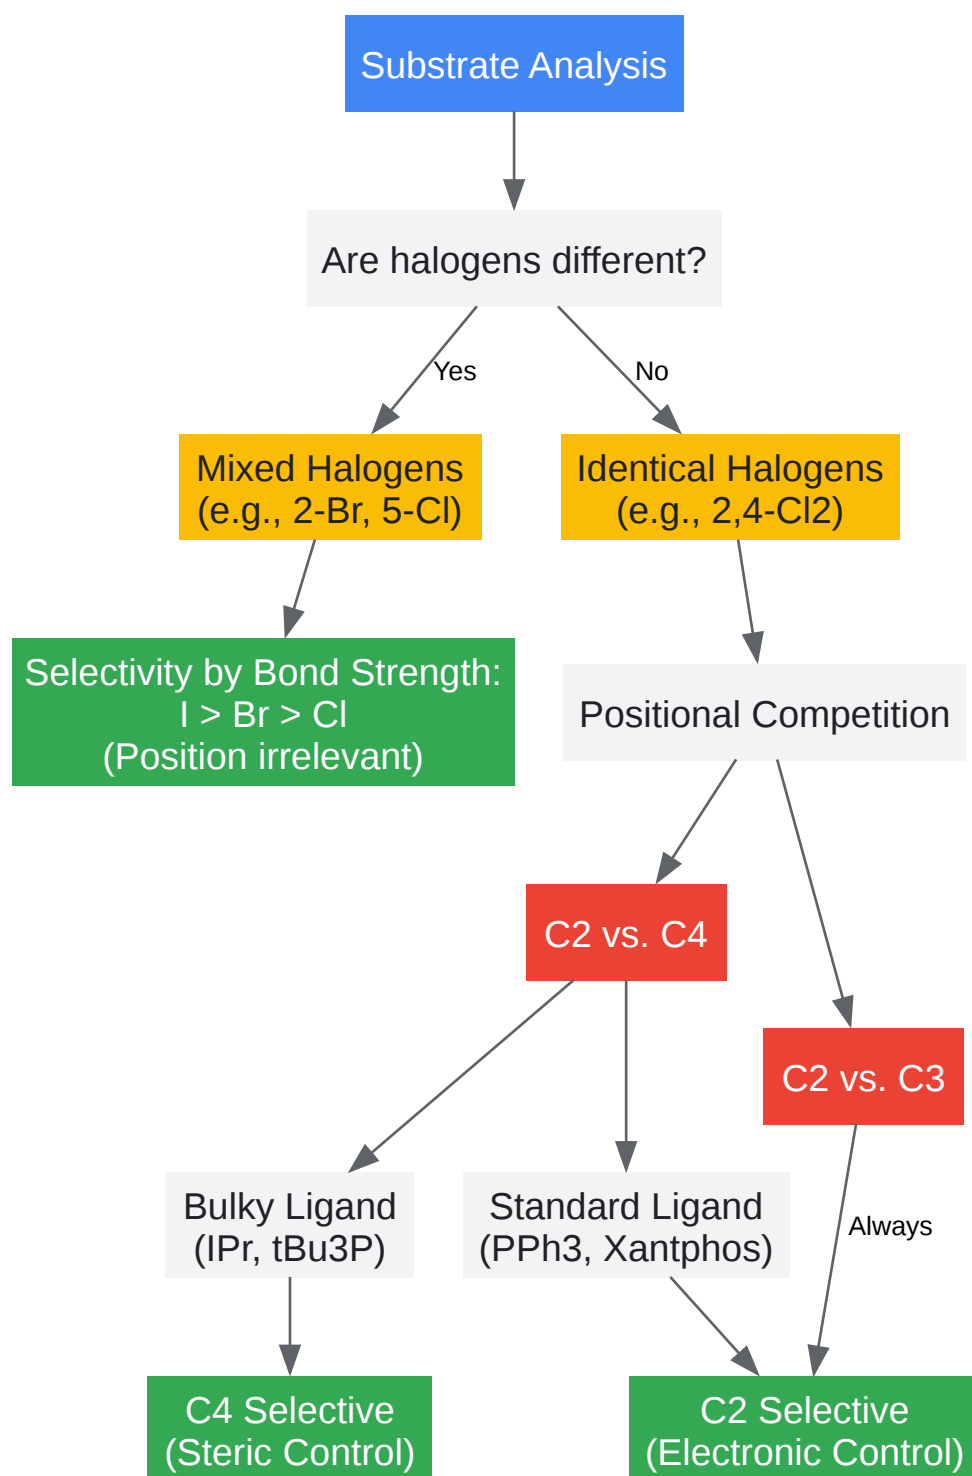 Substrate Analysis
Are halogens different?
Yes
No
Mixed Halogens
(e.g., 2-Br, 5-Cl)
Identical Halogens
(e.g., 2,4-Cl2)
Selectivity by Bond Strength:
I > Br > Cl
(Position irrelevant)
Positional Competition
C2 vs. C4
C2 vs. C3
Bulky Ligand
(IPr, tBu3P)
Standard Ligand
(PPh3, Xantphos)
Always
C4 Selective
(Steric Control)
C2 Selective
(Electronic Control)